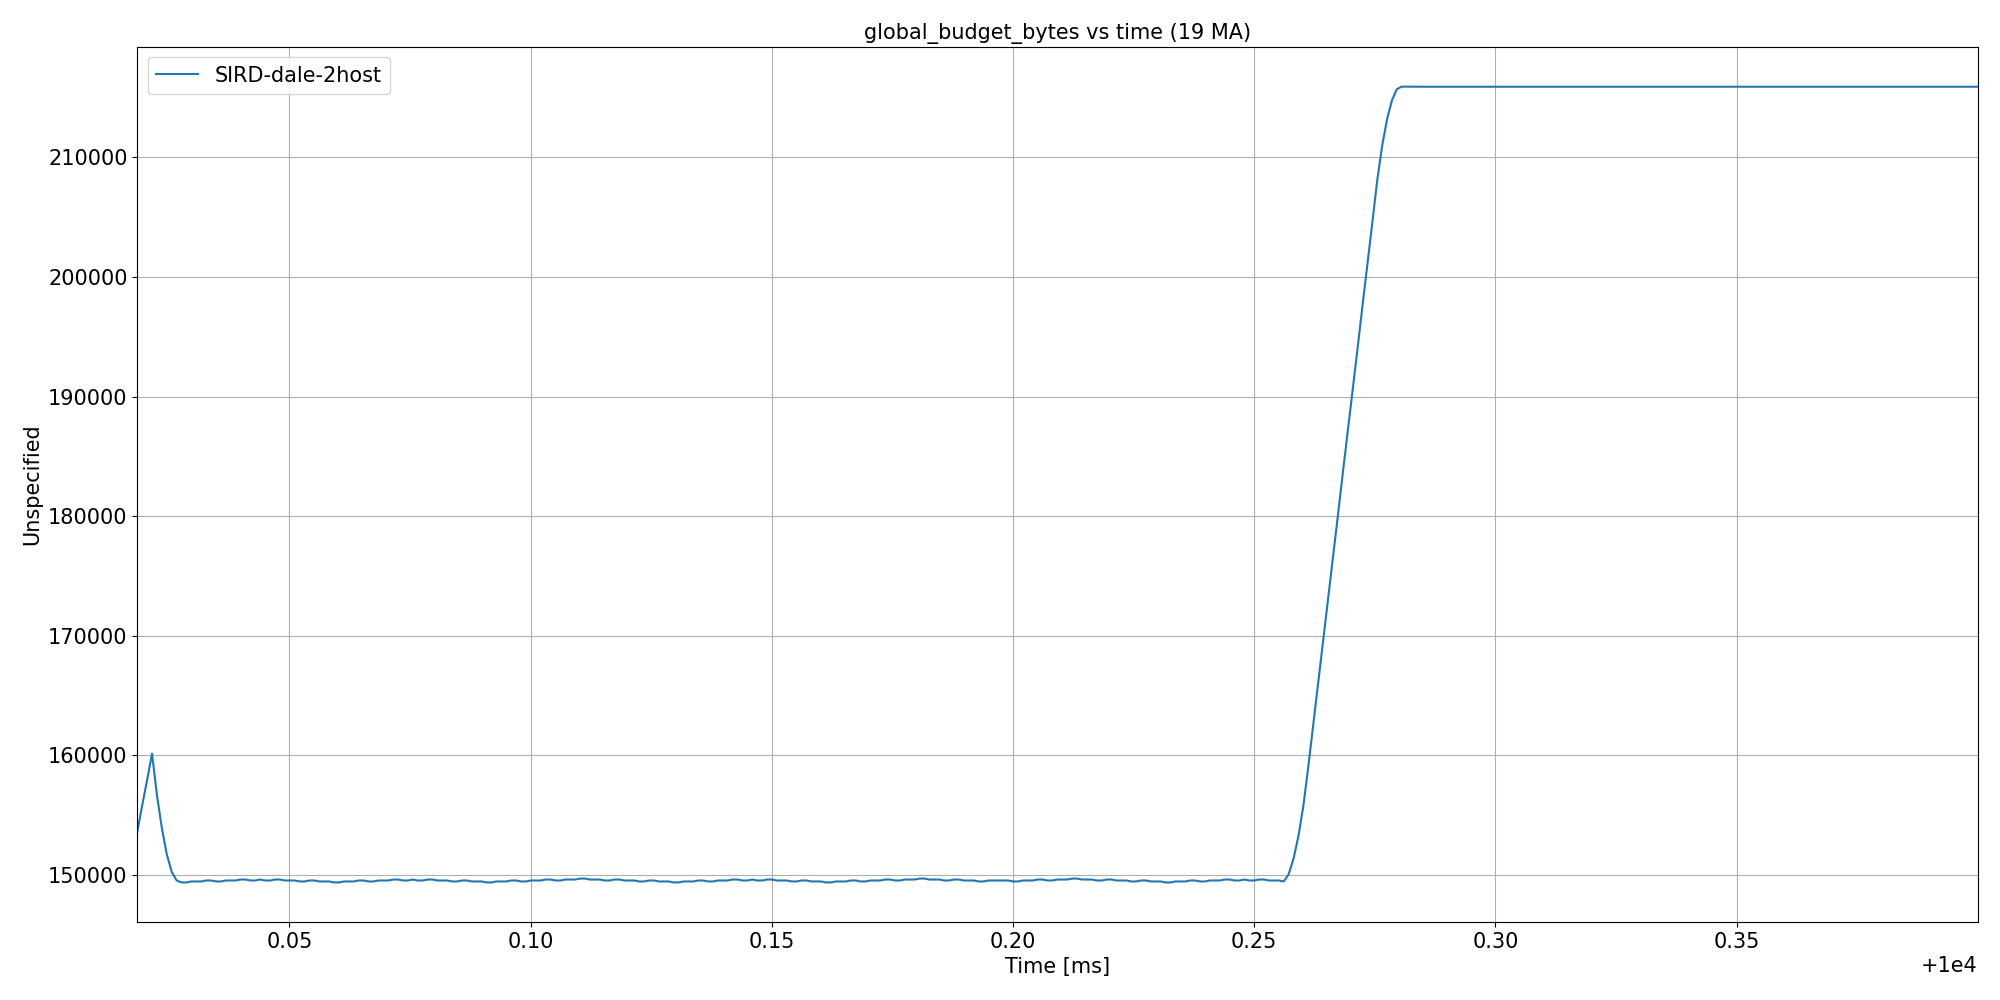 global_budget_bytes vs time (19 MA)
SIRD-dale-2host
210000
200000
190000
180000
170000
160000
150000
Unspecified
0.05 0.10 0.15 0.20 0.25 0.30 0.35
Time [ms]
+1e4